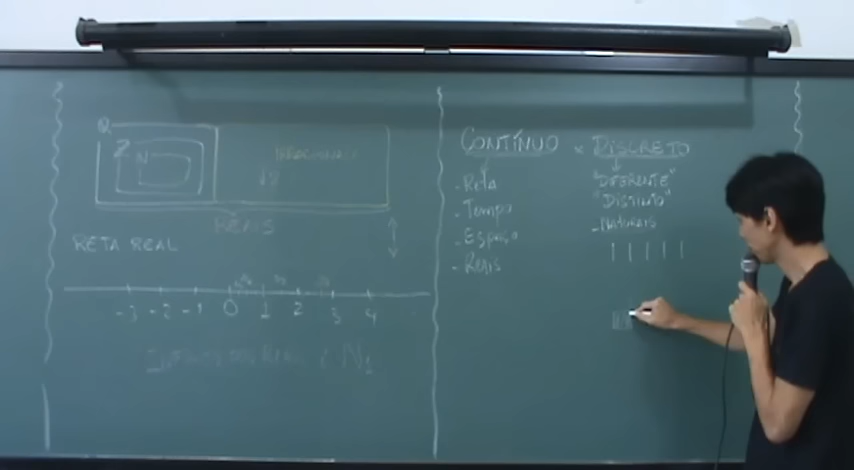 Q
Z
N
IRRACIONAIS
REAIS
RETA REAL
-3 -2 -1 0 1 2 3 4
CONTÍNUO × DISCRETO
- Reta
- Tempo
- Espaço
- Reais
"DIFERENTE"
"DISTINTO"
- NATURAIS